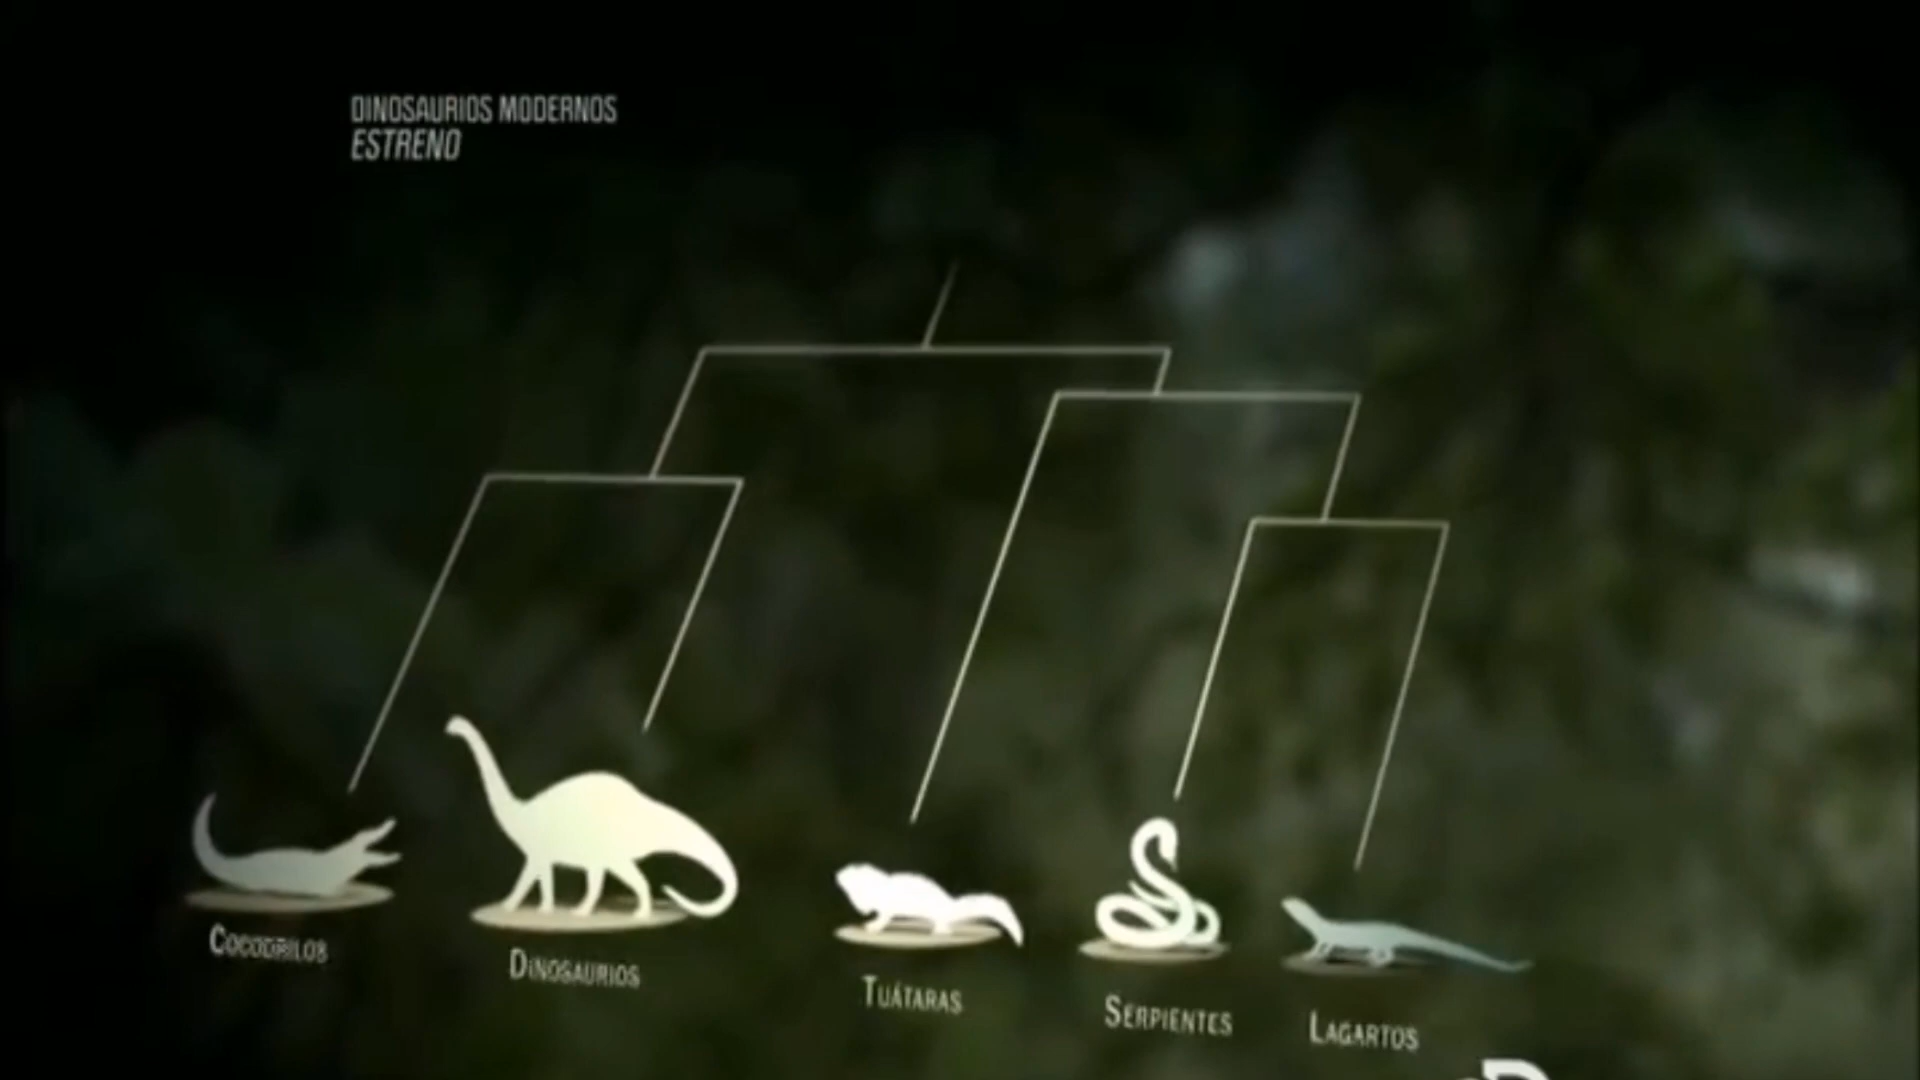 DINOSAURIOS MODERNOS
ESTRENO
COCODRILOS
DINOSAURIOS
TUÁTARAS
SERPIENTES
LAGARTOS